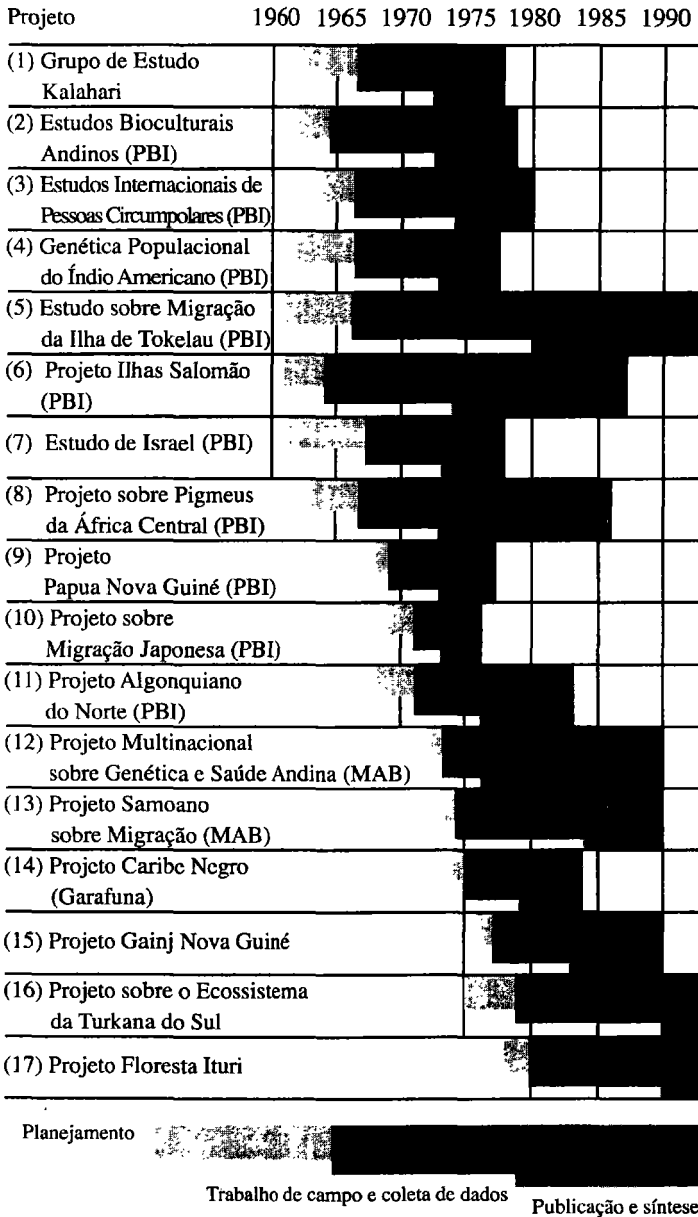 Projeto 1960 1965 1970 1975 1980 1985 1990
(1) Grupo de Estudo
Kalahari
(2) Estudos Bioculturais
Andinos (PBI)
(3) Estudos Internacionais de
Pessoas Circumpolares (PBI)
(4) Genética Populacional
do Índio Americano (PBI)
(5) Estudo sobre Migração
da Ilha de Tokelau (PBI)
(6) Projeto Ilhas Salomão
(PBI)
(7) Estudo de Israel (PBI)
(8) Projeto sobre Pigmeus
da África Central (PBI)
(9) Projeto
Papua Nova Guiné (PBI)
(10) Projeto sobre
Migração Japonesa (PBI)
(11) Projeto Algonquiano
do Norte (PBI)
(12) Projeto Multinacional
sobre Genética e Saúde Andina (MAB)
(13) Projeto Samoano
sobre Migração (MAB)
(14) Projeto Caribe Negro
(Garafuna)
(15) Projeto Gainj Nova Guiné
(16) Projeto sobre o Ecossistema
da Turkana do Sul
(17) Projeto Floresta Ituri
Planejamento
Trabalho de campo e coleta de dados
Publicação e síntese